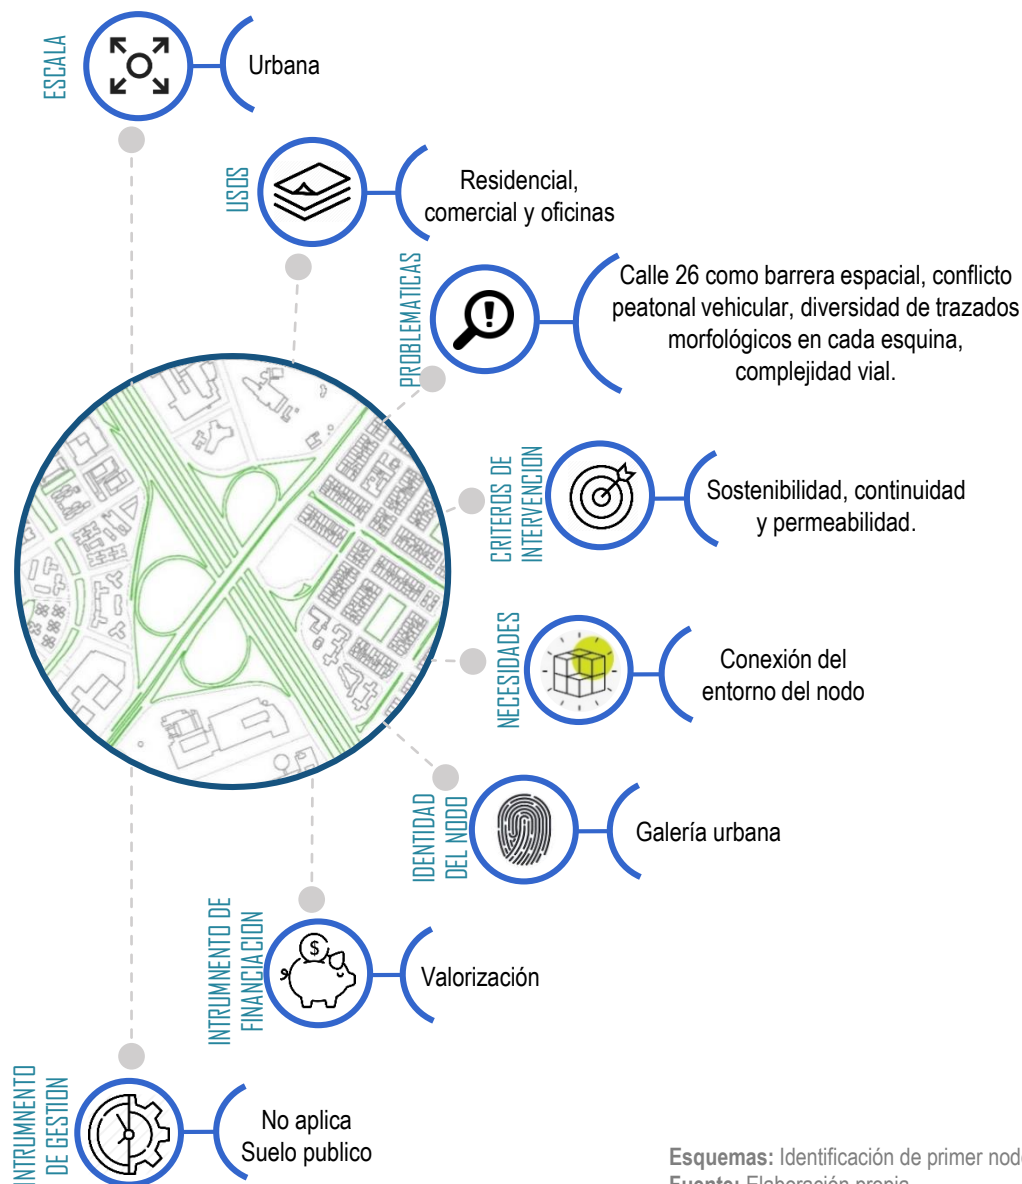 ESCALA
Urbana
USOS
Residencial,
comercial y oficinas
PROBLEMATICAS
Calle 26 como barrera espacial, conflicto
peatonal vehicular, diversidad de trazados
morfológicos en cada esquina,
complejidad vial.
CRITEROS DE
INTERVENCION
Sostenibilidad, continuidad
y permeabilidad.
NECESIDADES
Conexión del
entorno del nodo
IDENTIDAD
DEL NODO
Galería urbana
INTRUMNENTO DE
FINANCIACION
$
Valorización
INTRUMNENTO
DE GESTION
No aplica
Suelo publico
Esquemas: Identificación de primer nod
Fuente: Elaboración propia